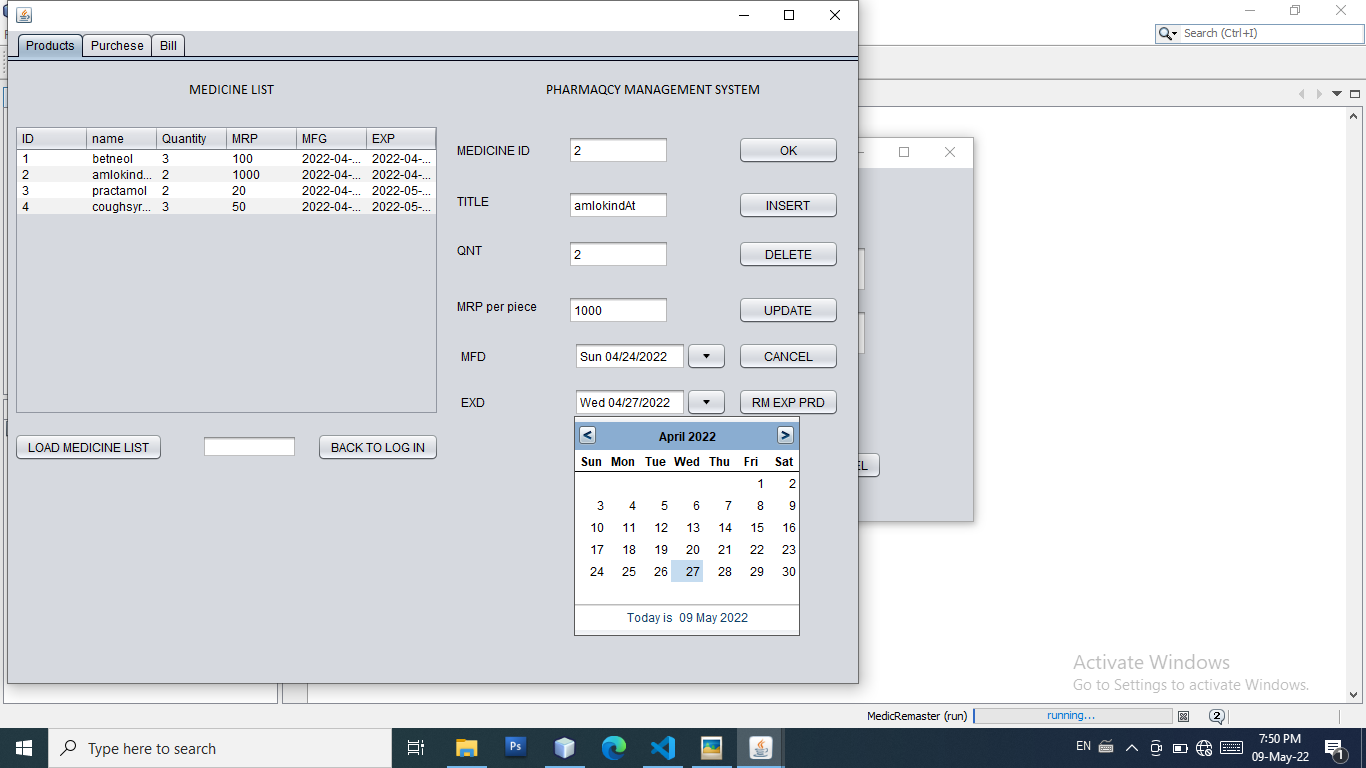 Search (Ctrl+I)
Products Purchese Bill
MEDICINE LIST
PHARMAQCY MANAGEMENT SYSTEM
ID name Quantity MRP MFG EXP
1 betneol 3 100 2022-04-... 2022-04-...
2 amlokind... 2 1000 2022-04-... 2022-04-...
3 practamol 2 20 2022-04-... 2022-05-...
4 coughsyr... 3 50 2022-04-... 2022-05-...
LOAD MEDICINE LIST BACK TO LOG IN
MEDICINE ID 2 OK
TITLE amlokindAt INSERT
QNT 2 DELETE
MRP per piece 1000 UPDATE
MFD Sun 04/24/2022 CANCEL
EXD Wed 04/27/2022 RM EXP PRD
< April 2022 >
Sun Mon Tue Wed Thu Fri Sat
1 2
3 4 5 6 7 8 9
10 11 12 13 14 15 16
17 18 19 20 21 22 23
24 25 26 27 28 29 30
Today is 09 May 2022
EL
Activate Windows
Go to Settings to activate Windows.
MedicRemaster (run) running... 2
Type here to search
Ps
EN
7:50 PM
09-May-22
1